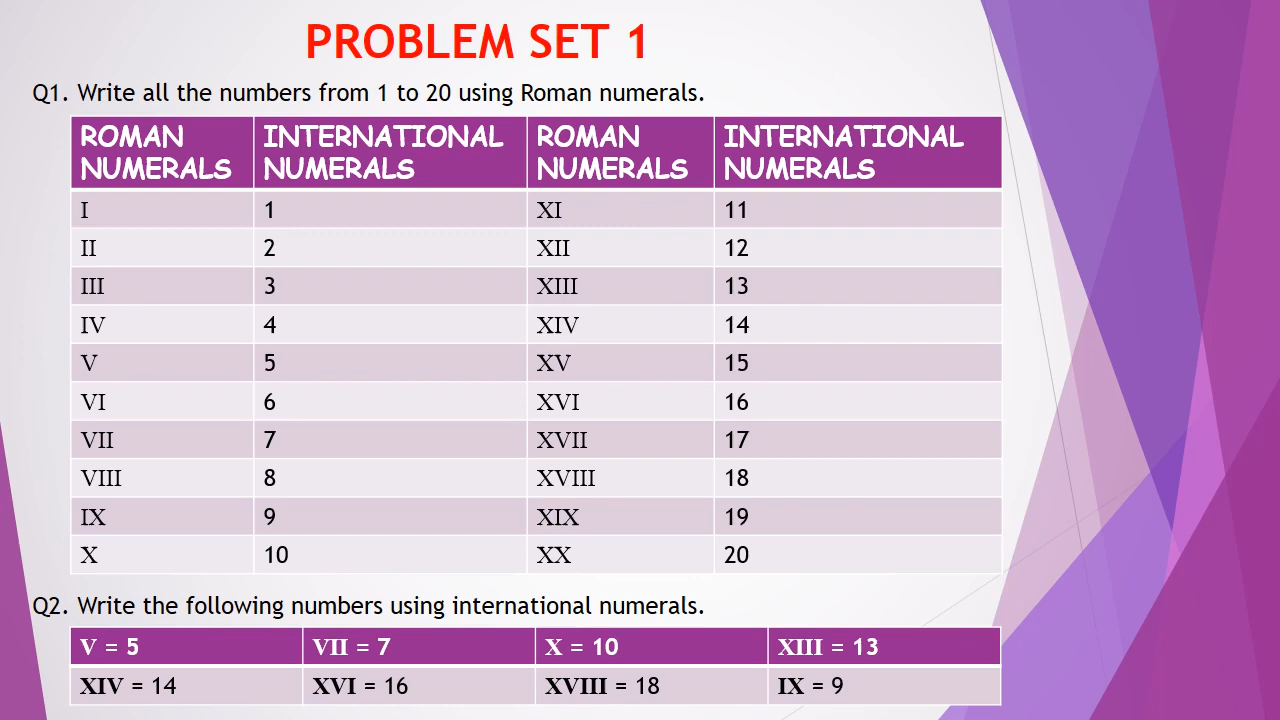 PROBLEM SET 1
Q1. Write all the numbers from 1 to 20 using Roman numerals.
ROMAN NUMERALS INTERNATIONAL NUMERALS ROMAN NUMERALS INTERNATIONAL NUMERALS
I 1 XI 11
II 2 XII 12
III 3 XIII 13
IV 4 XIV 14
V 5 XV 15
VI 6 XVI 16
VII 7 XVII 17
VIII 8 XVIII 18
IX 9 XIX 19
X 10 XX 20
Q2. Write the following numbers using international numerals.
V = 5 VII = 7 X = 10 XIII = 13
XIV = 14 XVI = 16 XVIII = 18 IX = 9